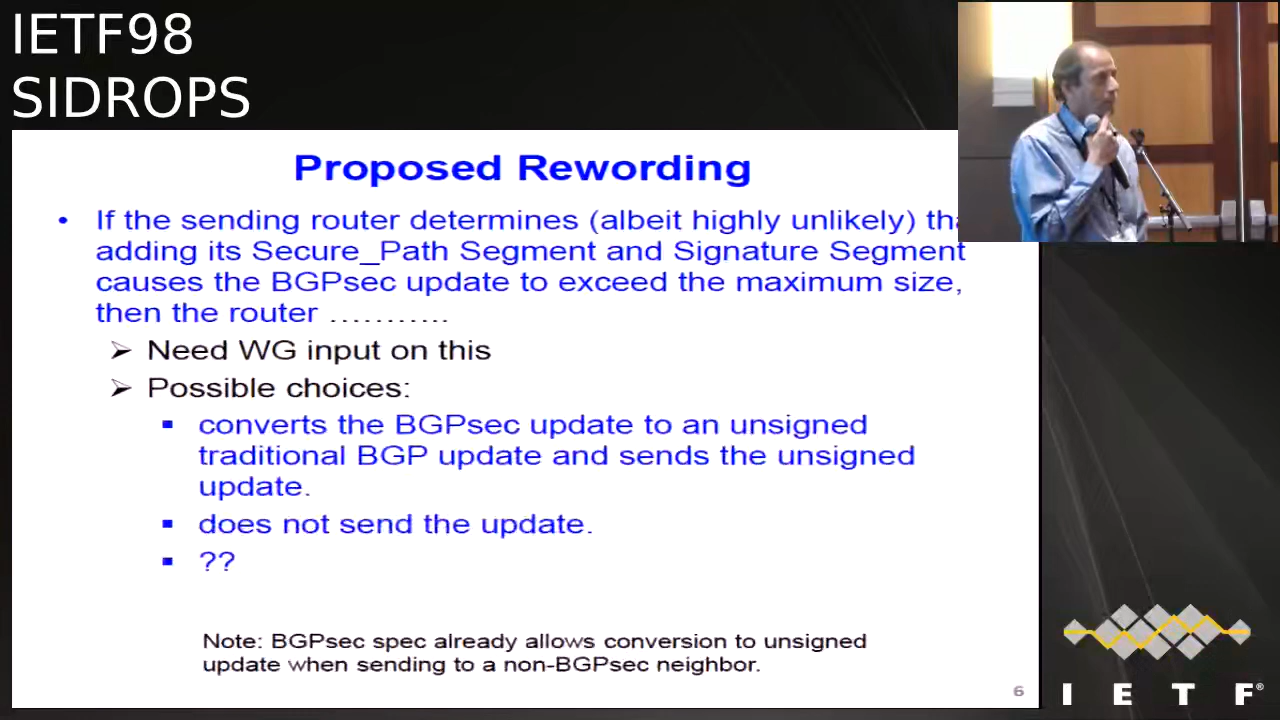 IETF98
SIDROPS
Proposed Rewording
• If the sending router determines (albeit highly unlikely)
adding its Secure_Path Segment and Signature Segment
causes the BGPsec update to exceed the maximum size,
then the router ...........
➢ Need WG input on this
➢ Possible choices:
▪ converts the BGPsec update to an unsigned
traditional BGP update and sends the unsigned
update.
▪ does not send the update.
▪ ??
Note: BGPsec spec already allows conversion to unsigned
update when sending to a non-BGPsec neighbor.
6
I E T F®